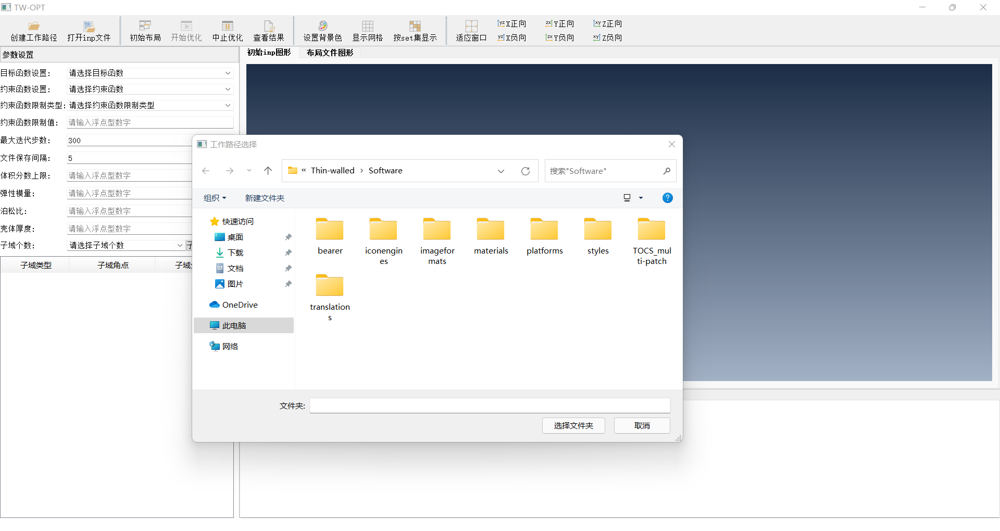 TW-OPT
创建工作路径 打开inp文件 初始布局 开始优化 中止优化 查看结果 设置背景色 显示网格 按set集显示 适应窗口
yz X正向 zx Y正向 xy Z正向
yz X负向 zx Y负向 xy Z负向
参数设置
初始inp图形 布局文件图形
目标函数设置: 请选择目标函数
约束函数设置: 请选择约束函数
约束函数限制类型: 请选择约束函数限制类型
约束函数限制值: 请输入浮点型数字
最大迭代步数: 300
文件保存间隔: 5
体积分数上限: 请输入浮点型数字
弹性模量: 请输入浮点型数字
泊松比: 请输入浮点型数字
壳体厚度: 请输入浮点型数字
子域个数: 请选择子域个数
子域类型 子域角点 子域
工作路径选择
« Thin-walled › Software
搜索"Software"
组织 新建文件夹
快速访问
桌面
下载
文档
图片
OneDrive
此电脑
网络
bearer
iconengin
es
imagefor
mats
materials
platforms
styles
TOCS_mul
ti-patch
translation
s
文件夹:
选择文件夹 取消